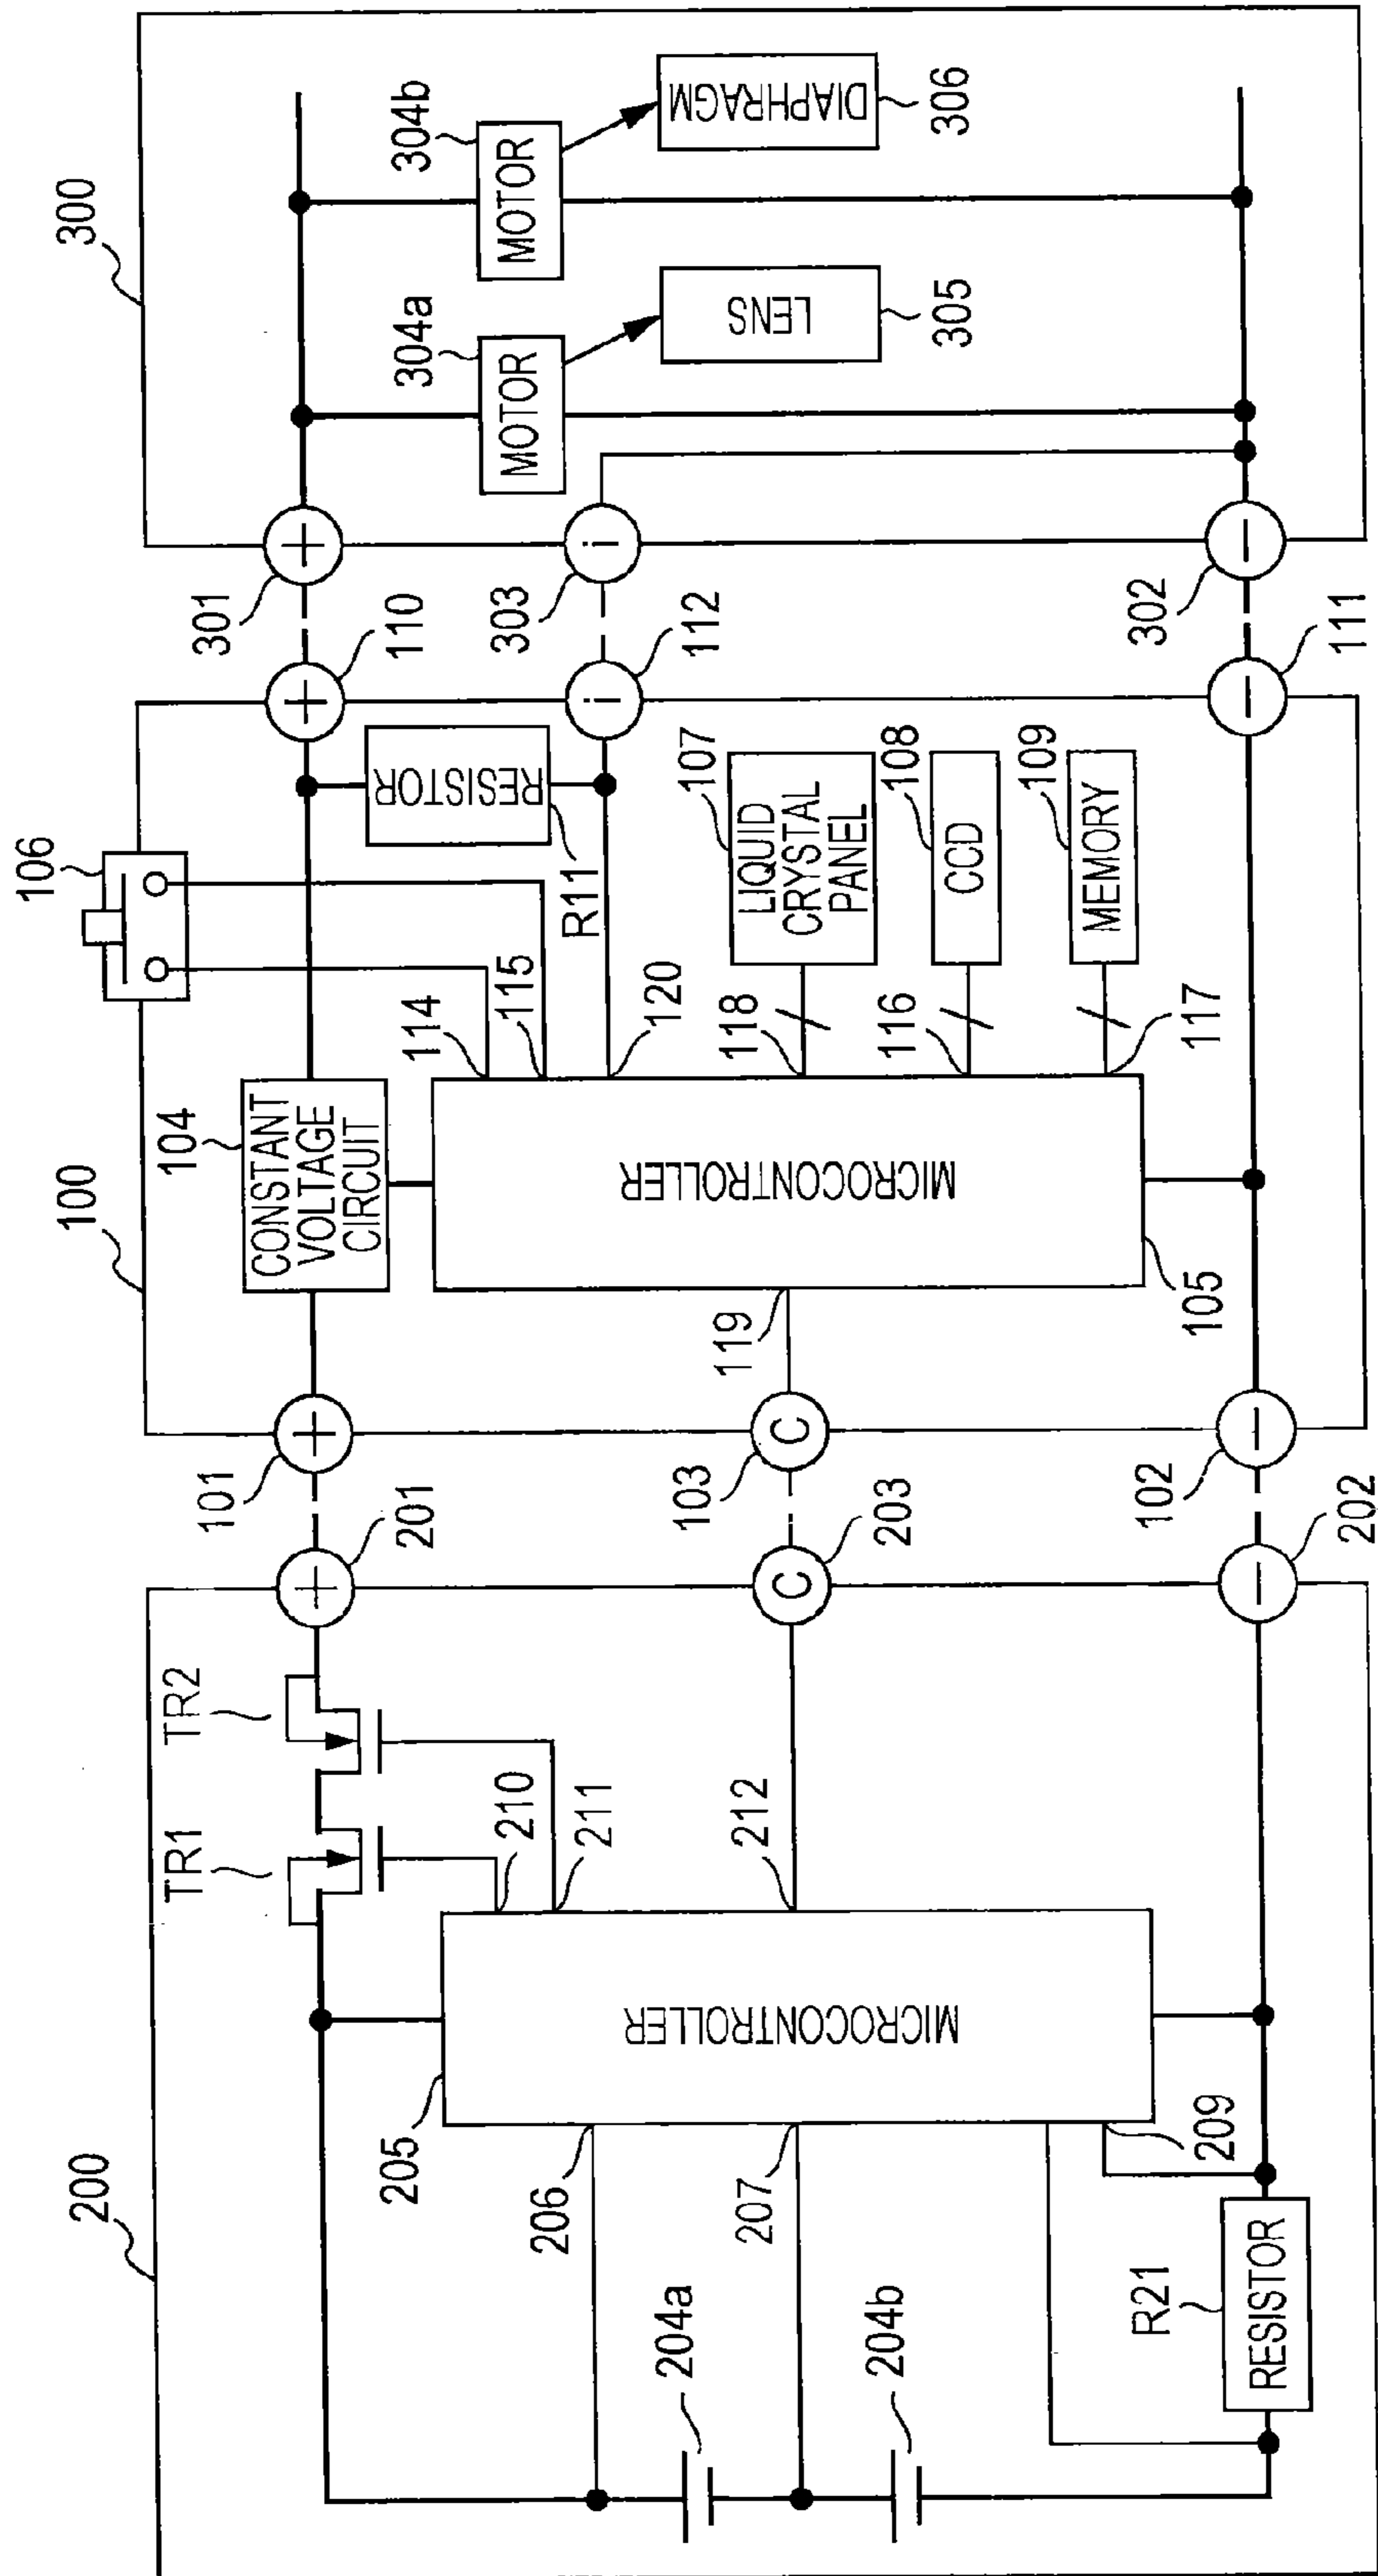 200
205
206
207
209
204a
204b
R21
RESISTOR
MICROCONTROLLER
TR1
TR2
210
211
212
+
201
C
203
−
202
100
101
+
103
C
102
−
104
CONSTANT
VOLTAGE
CIRCUIT
106
114
115
120
118
116
117
119
105
MICROCONTROLLER
RESISTOR
R11
107
LIQUID
CRYSTAL
PANEL
108
CCD
109
MEMORY
+
110
i
112
−
111
300
301
+
303
i
302
−
304a
MOTOR
304b
MOTOR
LENS
305
DIAPHRAGM
306